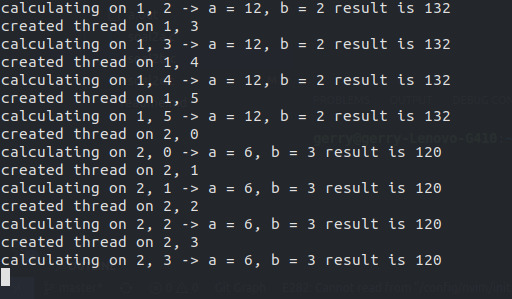 calculating on 1, 2 -> a = 12, b = 2 result is 132
created thread on 1, 3
calculating on 1, 3 -> a = 12, b = 2 result is 132
created thread on 1, 4
calculating on 1, 4 -> a = 12, b = 2 result is 132
created thread on 1, 5
calculating on 1, 5 -> a = 12, b = 2 result is 132
created thread on 2, 0
calculating on 2, 0 -> a = 6, b = 3 result is 120
created thread on 2, 1
calculating on 2, 1 -> a = 6, b = 3 result is 120
created thread on 2, 2
calculating on 2, 2 -> a = 6, b = 3 result is 120
created thread on 2, 3
calculating on 2, 3 -> a = 6, b = 3 result is 120